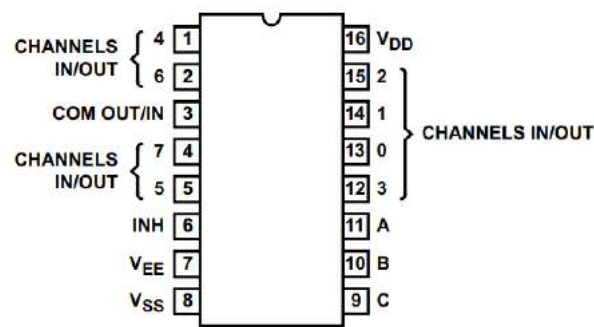 4 1 16 VDD
CHANNELS
IN/OUT
6 2 15 2
COM OUT/IN 3 14 1
CHANNELS IN/OUT
7 4 13 0
CHANNELS
IN/OUT
5 5 12 3
INH 6 11 A
VEE 7 10 B
VSS 8 9 C